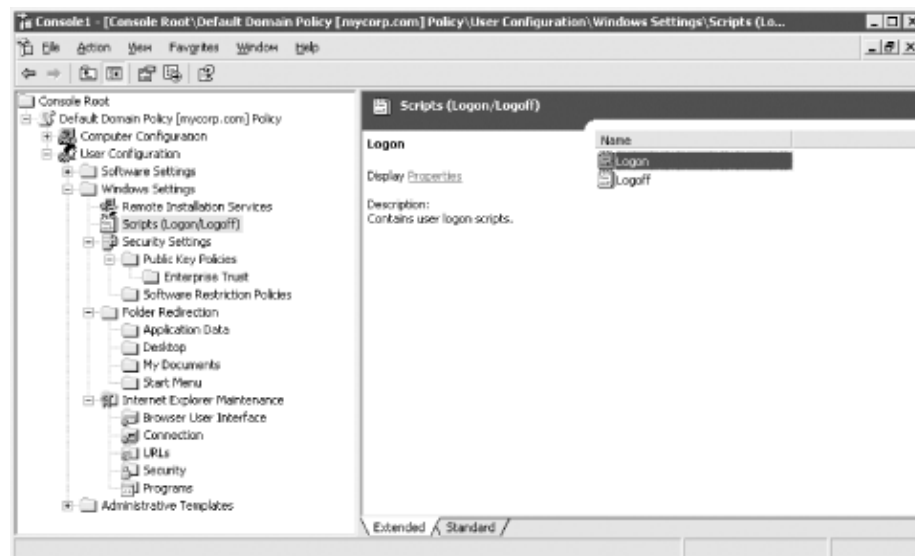 Console1 - [Console Root\Default Domain Policy [mycorp.com] Policy\User Configuration\Windows Settings\Scripts (Lo...
File Action View Favorites Window Help
Console Root
Default Domain Policy [mycorp.com] Policy
Computer Configuration
User Configuration
Software Settings
Windows Settings
Remote Installation Services
Scripts (Logon/Logoff)
Security Settings
Public Key Policies
Enterprise Trust
Software Restriction Policies
Folder Redirection
Application Data
Desktop
My Documents
Start Menu
Internet Explorer Maintenance
Browser User Interface
Connection
URLs
Security
Programs
Administrative Templates
Scripts (Logon/Logoff)
Logon
Display Properties
Description:
Contains user logon scripts.
Name
Logon
Logoff
Extended Standard